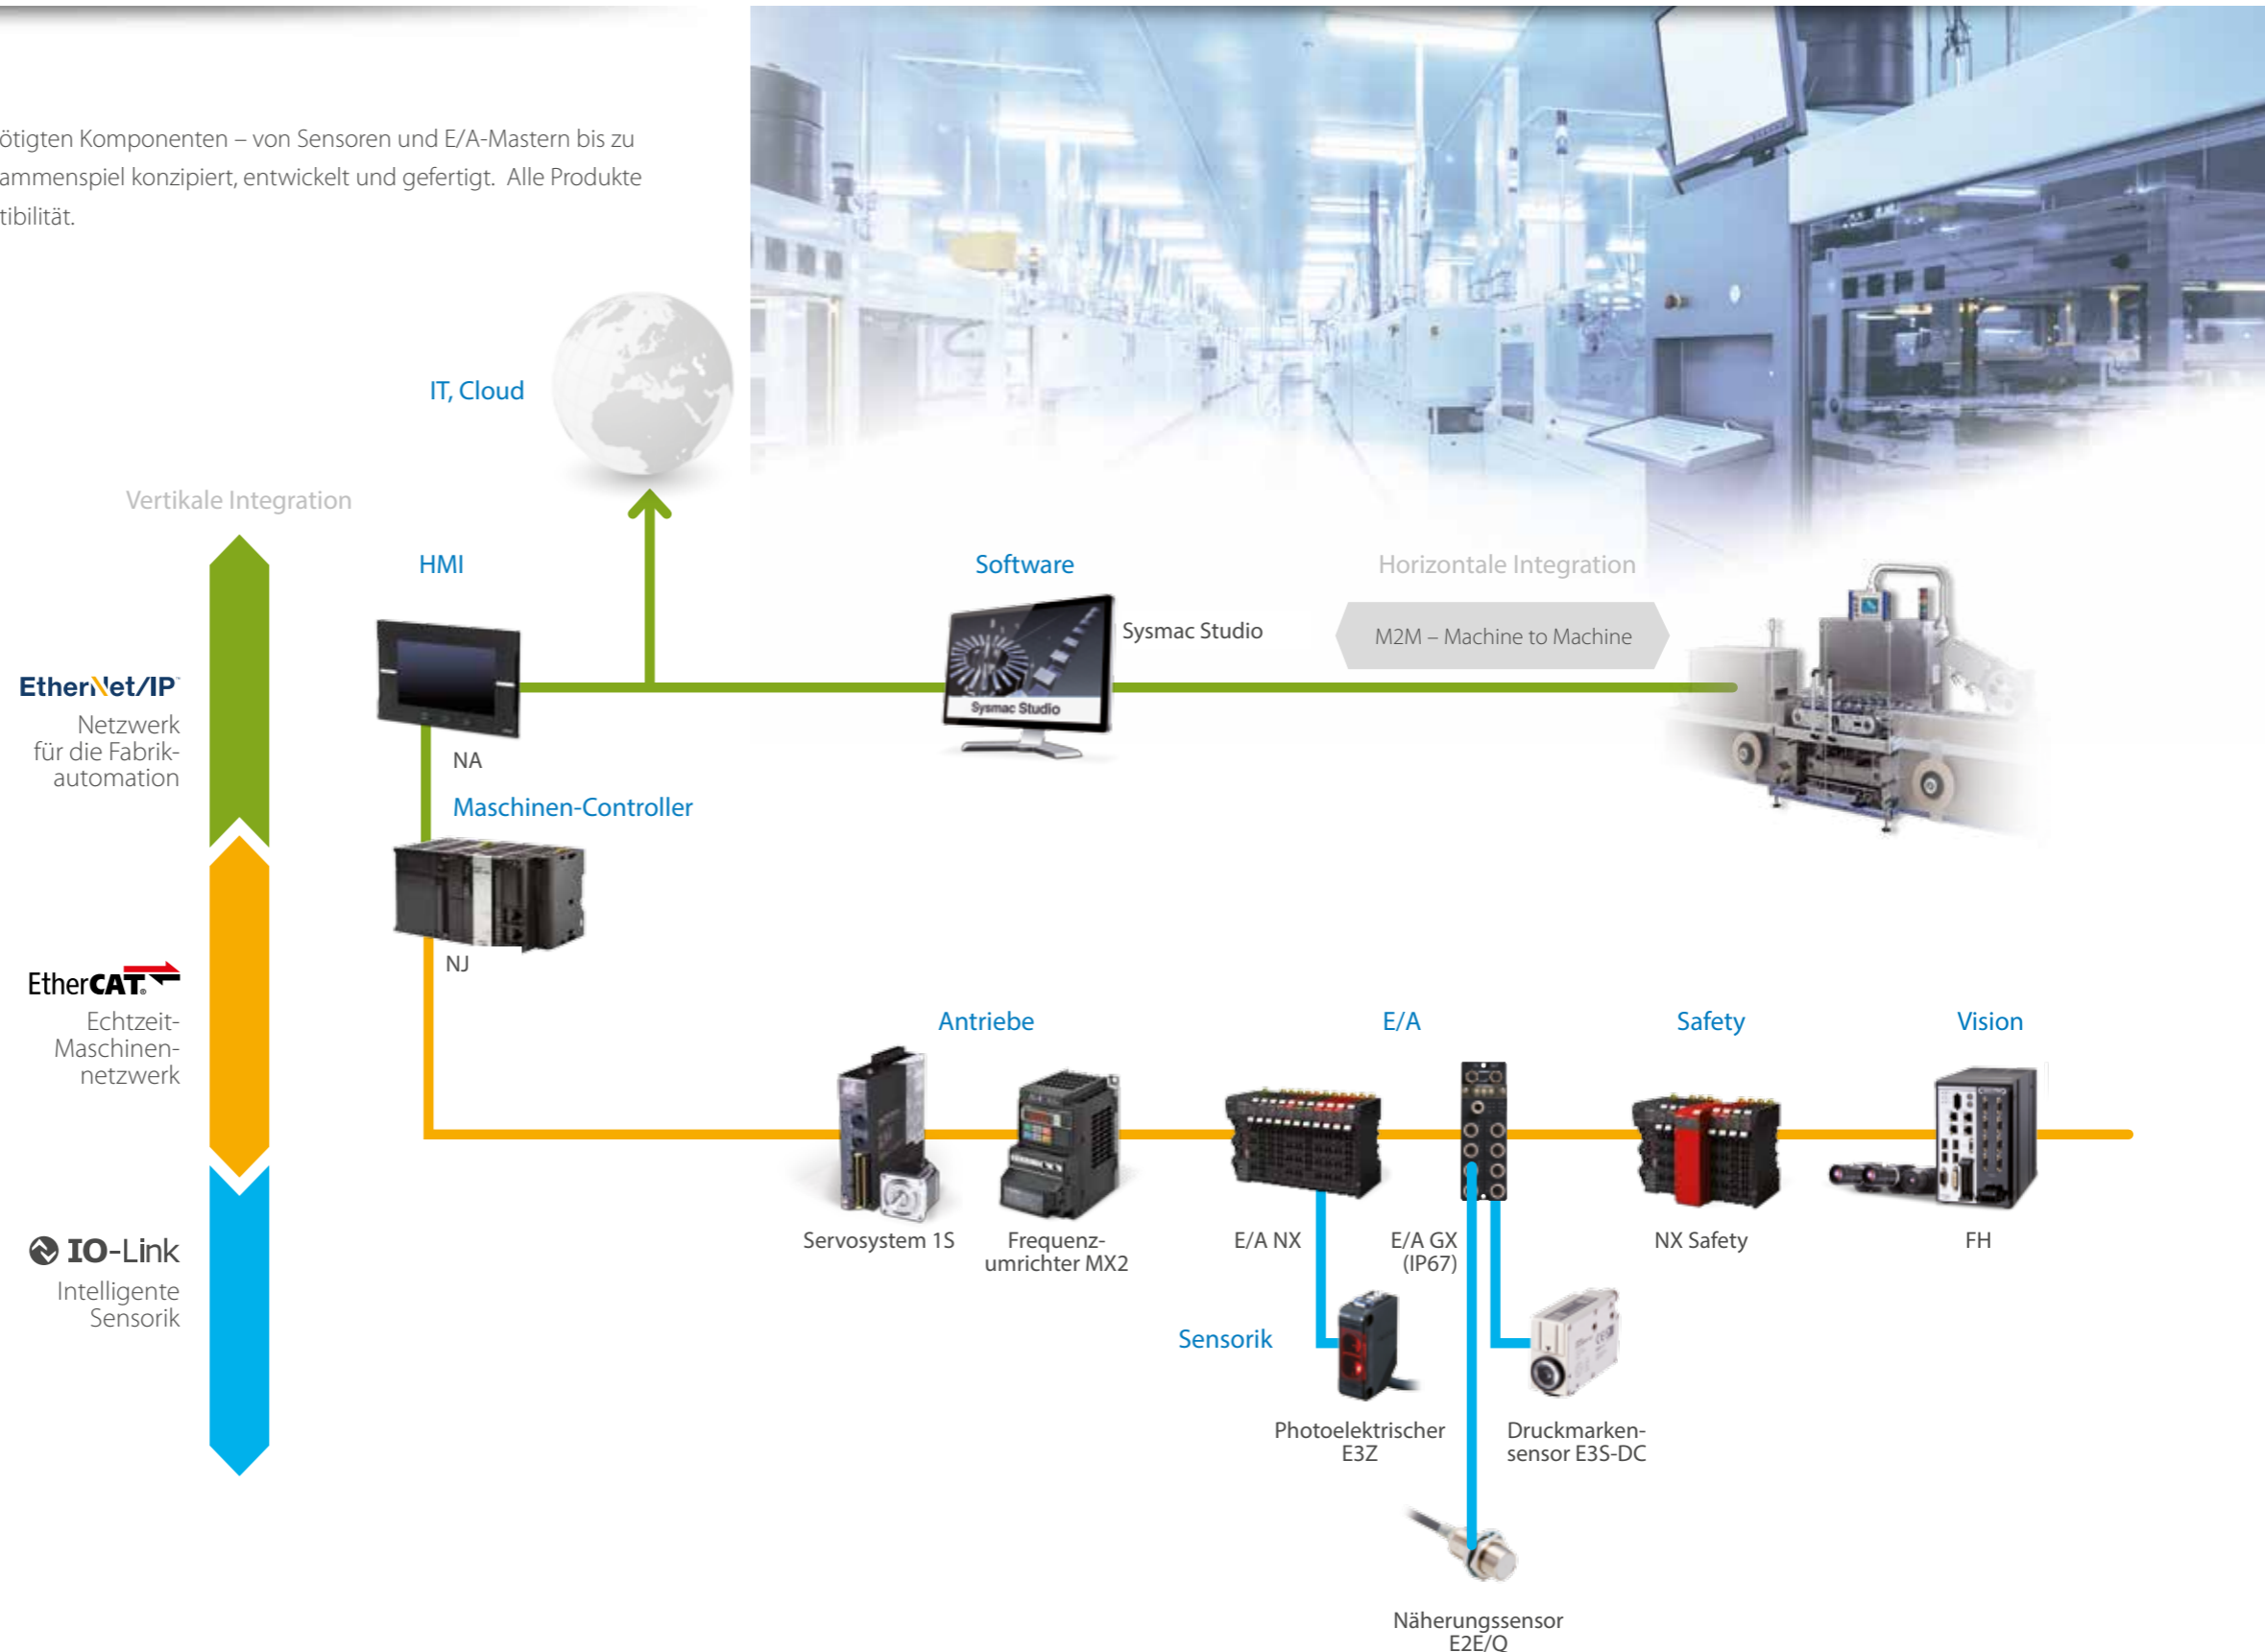 ötigten Komponenten – von Sensoren und E/A-Mastern bis zu
ammenspiel konzipiert, entwickelt und gefertigt. Alle Produkte
tibilität.
IT, Cloud
Vertikale Integration
HMI
Software
Horizontale Integration
Sysmac Studio
M2M – Machine to Machine
Sysmac Studio
EtherNet/IP
Netzwerk
für die Fabrik-
automation
NA
Maschinen-Controller
NJ
EtherCAT®
Echtzeit-
Maschinen-
netzwerk
Antriebe
E/A
Safety
Vision
Servosystem 1S
Frequenz-
umrichter MX2
E/A NX
E/A GX
(IP67)
NX Safety
FH
IO-Link
Intelligente
Sensorik
Sensorik
Photoelektrischer
E3Z
Druckmarken-
sensor E3S-DC
Näherungssensor
E2E/Q